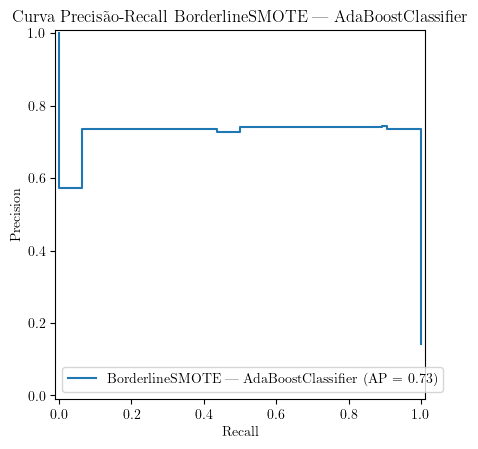 Curva Precisão-Recall BorderlineSMOTE — AdaBoostClassifier
1.0
0.8
0.6
0.4
0.2
0.0
Precision
BorderlineSMOTE — AdaBoostClassifier (AP = 0.73)
0.0 0.2 0.4 0.6 0.8 1.0
Recall